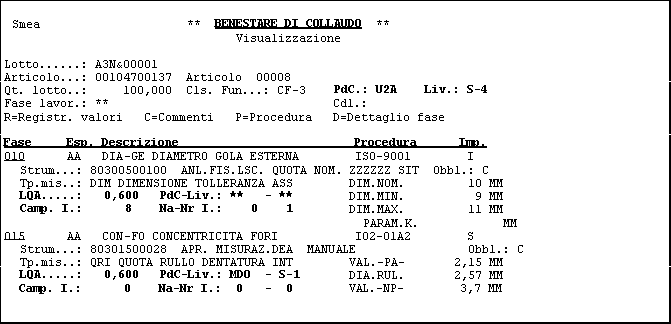 Smea ** BENESTARE DI COLLAUDO **
Visualizzazione
Lotto......: A3N&00001
Articolo...: 00104700137 Articolo 00008
Qt. lotto..: 100,000 Cls. Fun...: CF-3 PdC.: U2A Liv.: S-4
Fase lavor.: ** Cdl.:
R=Registr. valori C=Commenti P=Procedura D=Dettaglio fase
Fase Esp. Descrizione Procedura Imp.
010 AA DIA-GE DIAMETRO GOLA ESTERNA ISO-9001 I
Strum...: 80300500100 ANL.FIS.LSC. QUOTA NOM. ZZZZZZ SIT Obbl.: C
Tp.mis..: DIM DIMENSIONE TOLLERANZA ASS DIM.NOM. 10 MM
LQA.....: 0,600 PdC-Liv.: ** - ** DIM.MIN. 9 MM
Camp. I.: 8 Na-Nr I.: 0 1 DIM.MAX. 11 MM
PARAM.K. MM
015 AA CON-FO CONCENTRICITA FORI IO2-01A2 S
Strum...: 80301500028 APR. MISURAZ.DEA MANUALE Obbl.: C
Tp.mis..: QRI QUOTA RULLO DENTATURA INT VAL.-PA- 2,15 MM
LQA.....: 0,600 PdC-Liv.: MDO - S-1 DIA.RUL. 2,57 MM
Camp. I.: 0 Na-Nr I.: 0 - 0 VAL.-NP- 3,7 MM